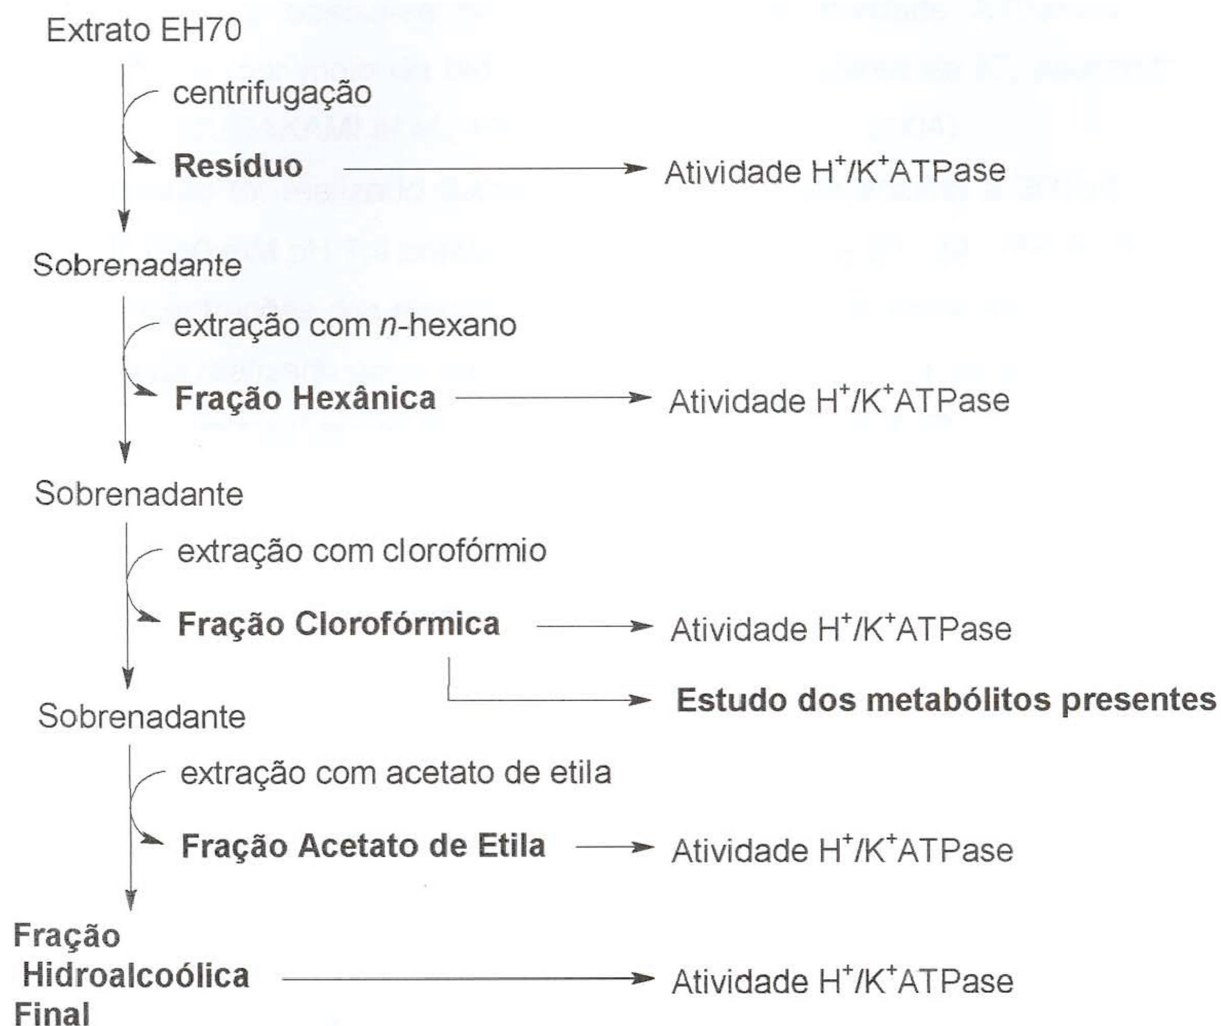 Extrato EH70
centrifugação
Resíduo
Atividade H⁺/K⁺ATPase
Sobrenadante
extração com n-hexano
Fração Hexânica
Atividade H⁺/K⁺ATPase
Sobrenadante
extração com clorofórmio
Fração Clorofórmica
Atividade H⁺/K⁺ATPase
Estudo dos metabólitos presentes
Sobrenadante
extração com acetato de etila
Fração Acetato de Etila
Atividade H⁺/K⁺ATPase
Fração
Hidroalcoólica
Atividade H⁺/K⁺ATPase
Final